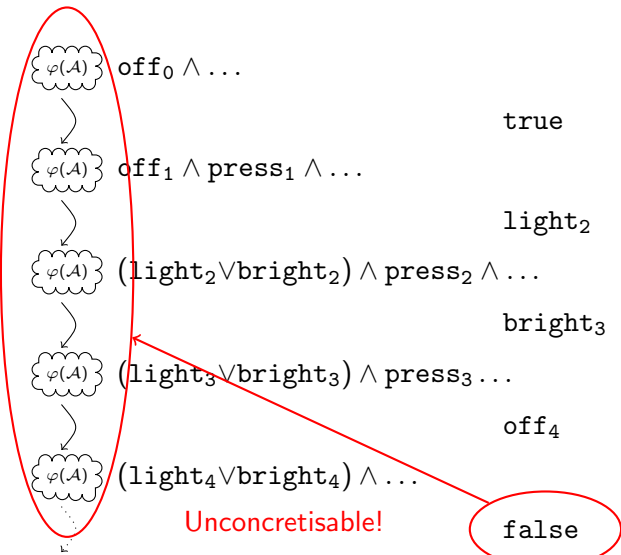 φ(𝒜) off₀ ∧ …
true
φ(𝒜) off₁ ∧ press₁ ∧ …
light₂
φ(𝒜) (light₂∨bright₂) ∧ press₂ ∧ …
bright₃
φ(𝒜) (light₃∨bright₃) ∧ press₃ …
off₄
φ(𝒜) (light₄∨bright₄) ∧ …
Unconcretisable!
false